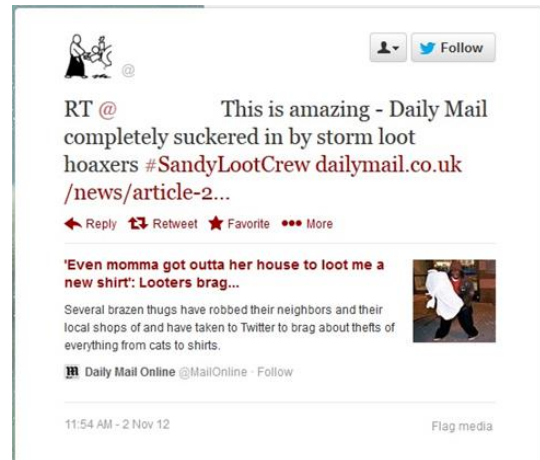 @
Follow
RT @ This is amazing - Daily Mail
completely suckered in by storm loot
hoaxers #SandyLootCrew dailymail.co.uk
/news/article-2...
Reply Retweet Favorite More
'Even momma got outta her house to loot me a
new shirt': Looters brag...
Several brazen thugs have robbed their neighbors and their
local shops of and have taken to Twitter to brag about thefts of
everything from cats to shirts.
Daily Mail Online @MailOnline · Follow
11:54 AM - 2 Nov 12
Flag media